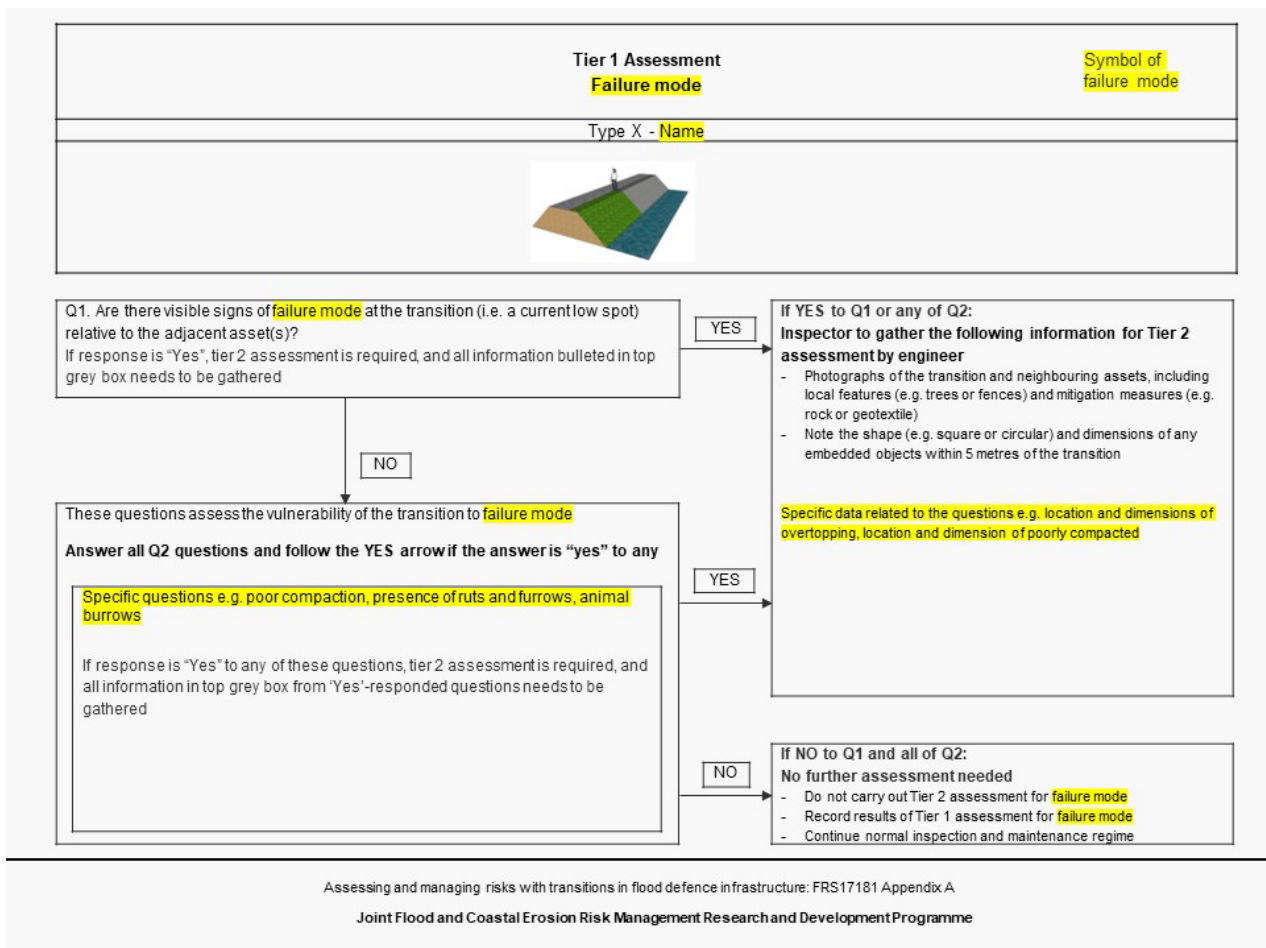 Tier 1 Assessment
Failure mode
Symbol of
failure mode
Type X - Name
Q1. Are there visible signs of failure mode at the transition (i.e. a current low spot)
relative to the adjacent asset(s)?
If response is "Yes", tier 2 assessment is required, and all information bulleted in top
grey box needs to be gathered
YES
If YES to Q1 or any of Q2:
Inspector to gather the following information for Tier 2
assessment by engineer
- Photographs of the transition and neighbouring assets, including
local features (e.g. trees or fences) and mitigation measures (e.g.
rock or geotextile)
- Note the shape (e.g. square or circular) and dimensions of any
embedded objects within 5 metres of the transition
Specific data related to the questions e.g. location and dimensions of
overtopping, location and dimension of poorly compacted
NO
These questions assess the vulnerability of the transition to failure mode
Answer all Q2 questions and follow the YES arrow if the answer is "yes" to any
Specific questions e.g. poor compaction, presence of ruts and furrows, animal
burrows
If response is "Yes" to any of these questions, tier 2 assessment is required, and
all information in top grey box from 'Yes'-responded questions needs to be
gathered
YES
NO
If NO to Q1 and all of Q2:
No further assessment needed
- Do not carry out Tier 2 assessment for failure mode
- Record results of Tier 1 assessment for failure mode
- Continue normal inspection and maintenance regime
Assessing and managing risks with transitions in flood defence infrastructure: FRS17181 Appendix A
Joint Flood and Coastal Erosion Risk Management Research and Development Programme